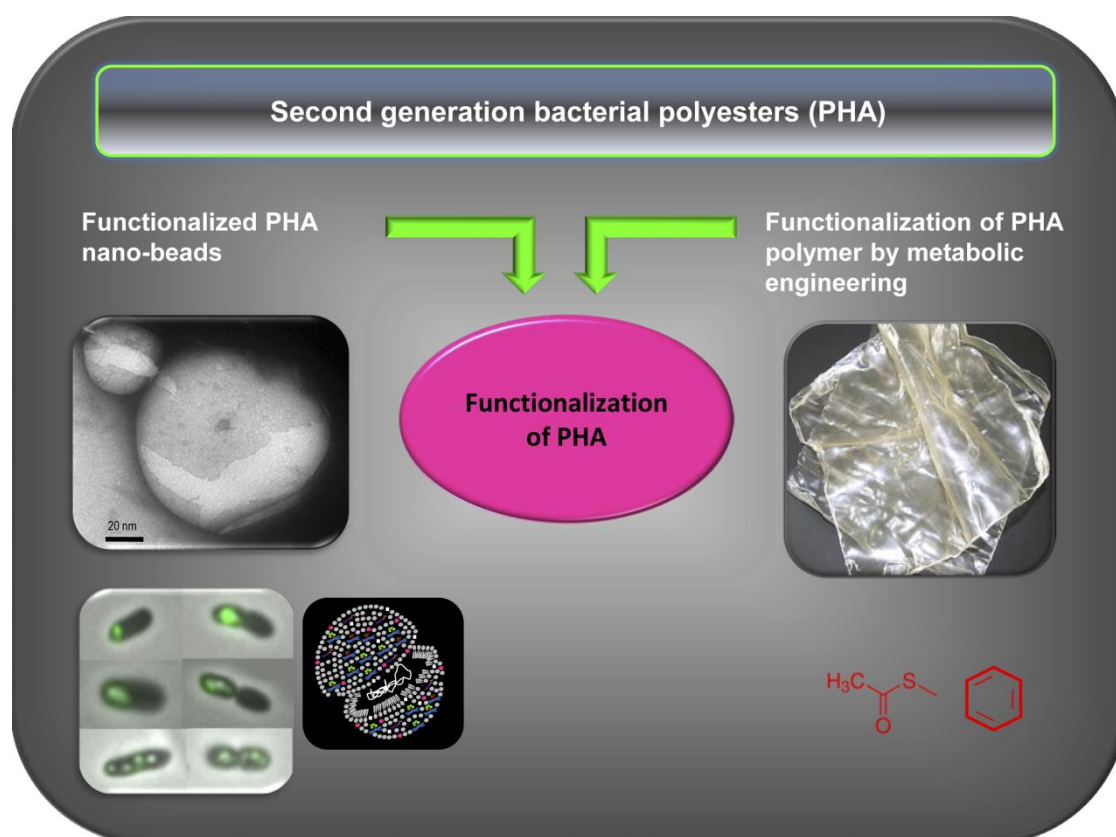 Second generation bacterial polyesters (PHA)
Functionalized PHA
nano-beads
Functionalization of PHA
polymer by metabolic
engineering
Functionalization
of PHA
20 nm
H₃C
S
O